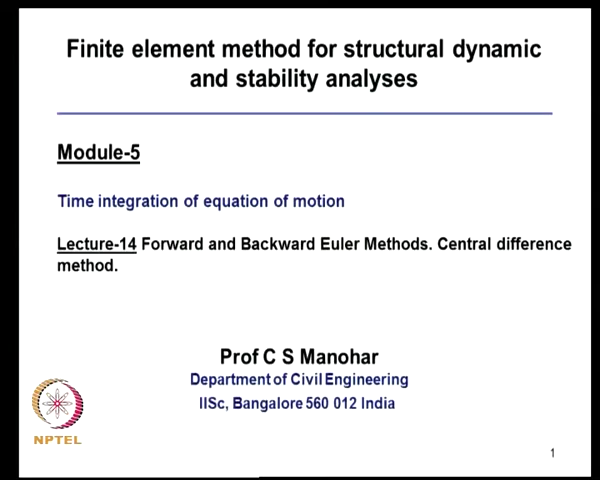 Finite element method for structural dynamic
and stability analyses
Module-5
Time integration of equation of motion
Lecture-14 Forward and Backward Euler Methods. Central difference
method.
Prof C S Manohar
Department of Civil Engineering
IISc, Bangalore 560 012 India
NPTEL
1